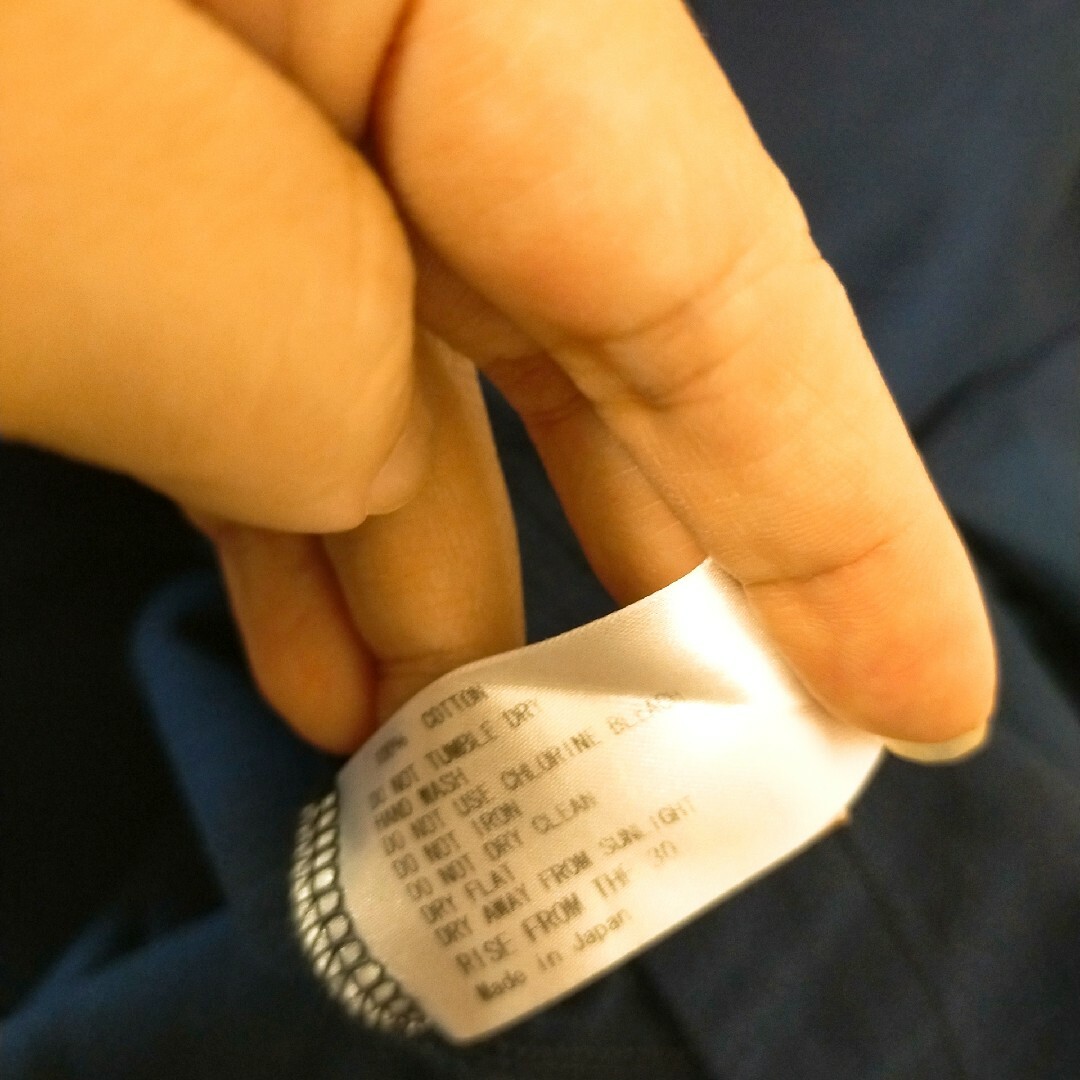 100% COTTON
DO NOT TUMBLE DRY
HAND WASH
DO NOT USE CHLORINE BLEACH
DO NOT IRON
DO NOT DRY CLEAN
DRY FLAT
DRY AWAY FROM SUNLIGHT
RISE FROM THE 30
Made in Japan